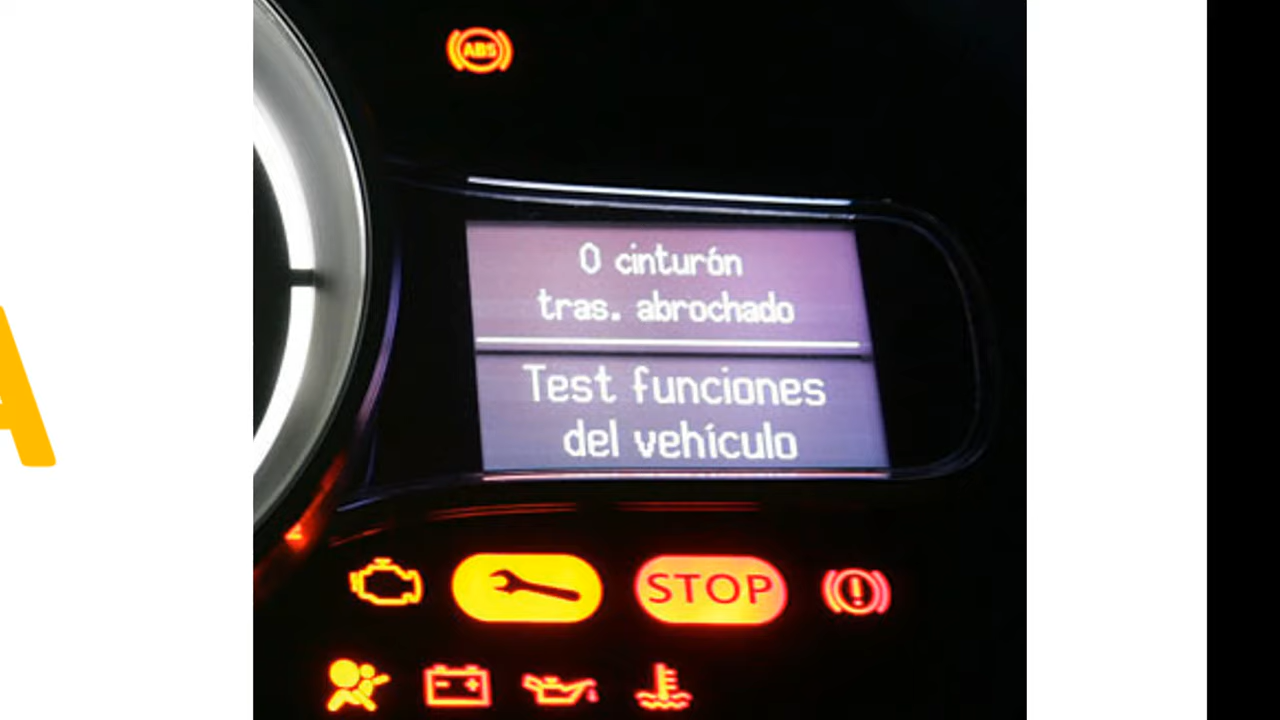 A
ABS
0 cinturón
tras. abrochado
Test funciones
del vehículo
STOP